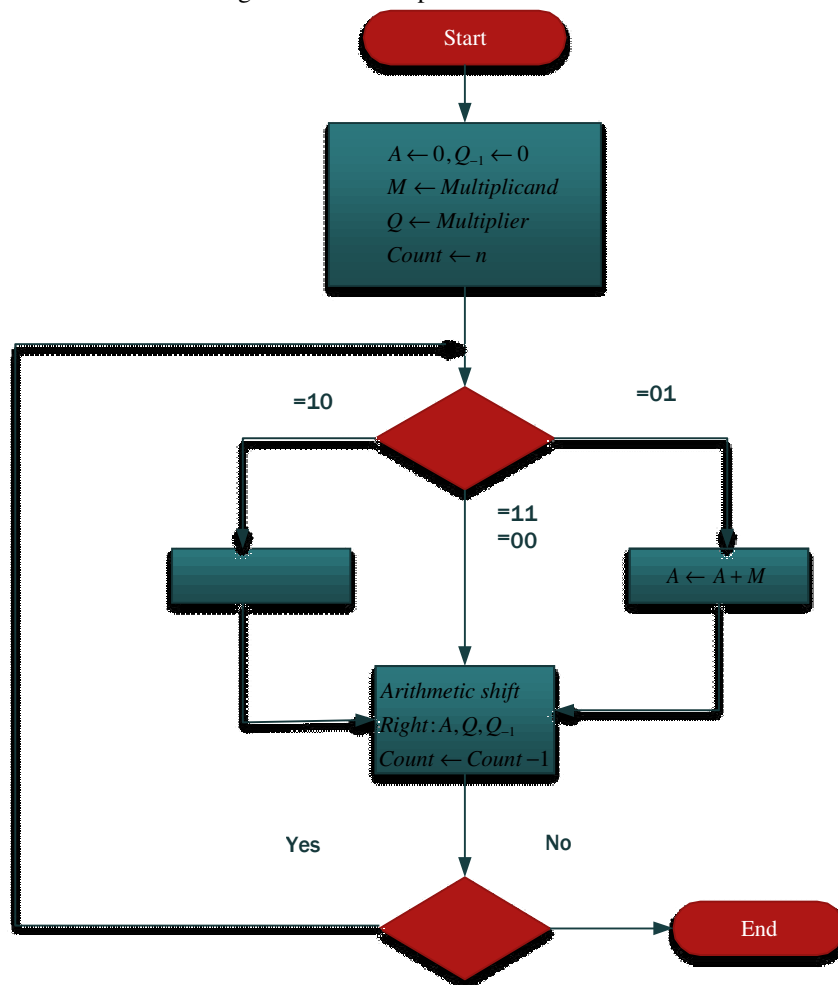 Start
A ← 0, Q₋₁ ← 0
M ← Multiplicand
Q ← Multiplier
Count ← n
=10
=01
=11
=00
A ← A + M
Arithmetic shift
Right: A, Q, Q₋₁
Count ← Count −1
Yes
No
End